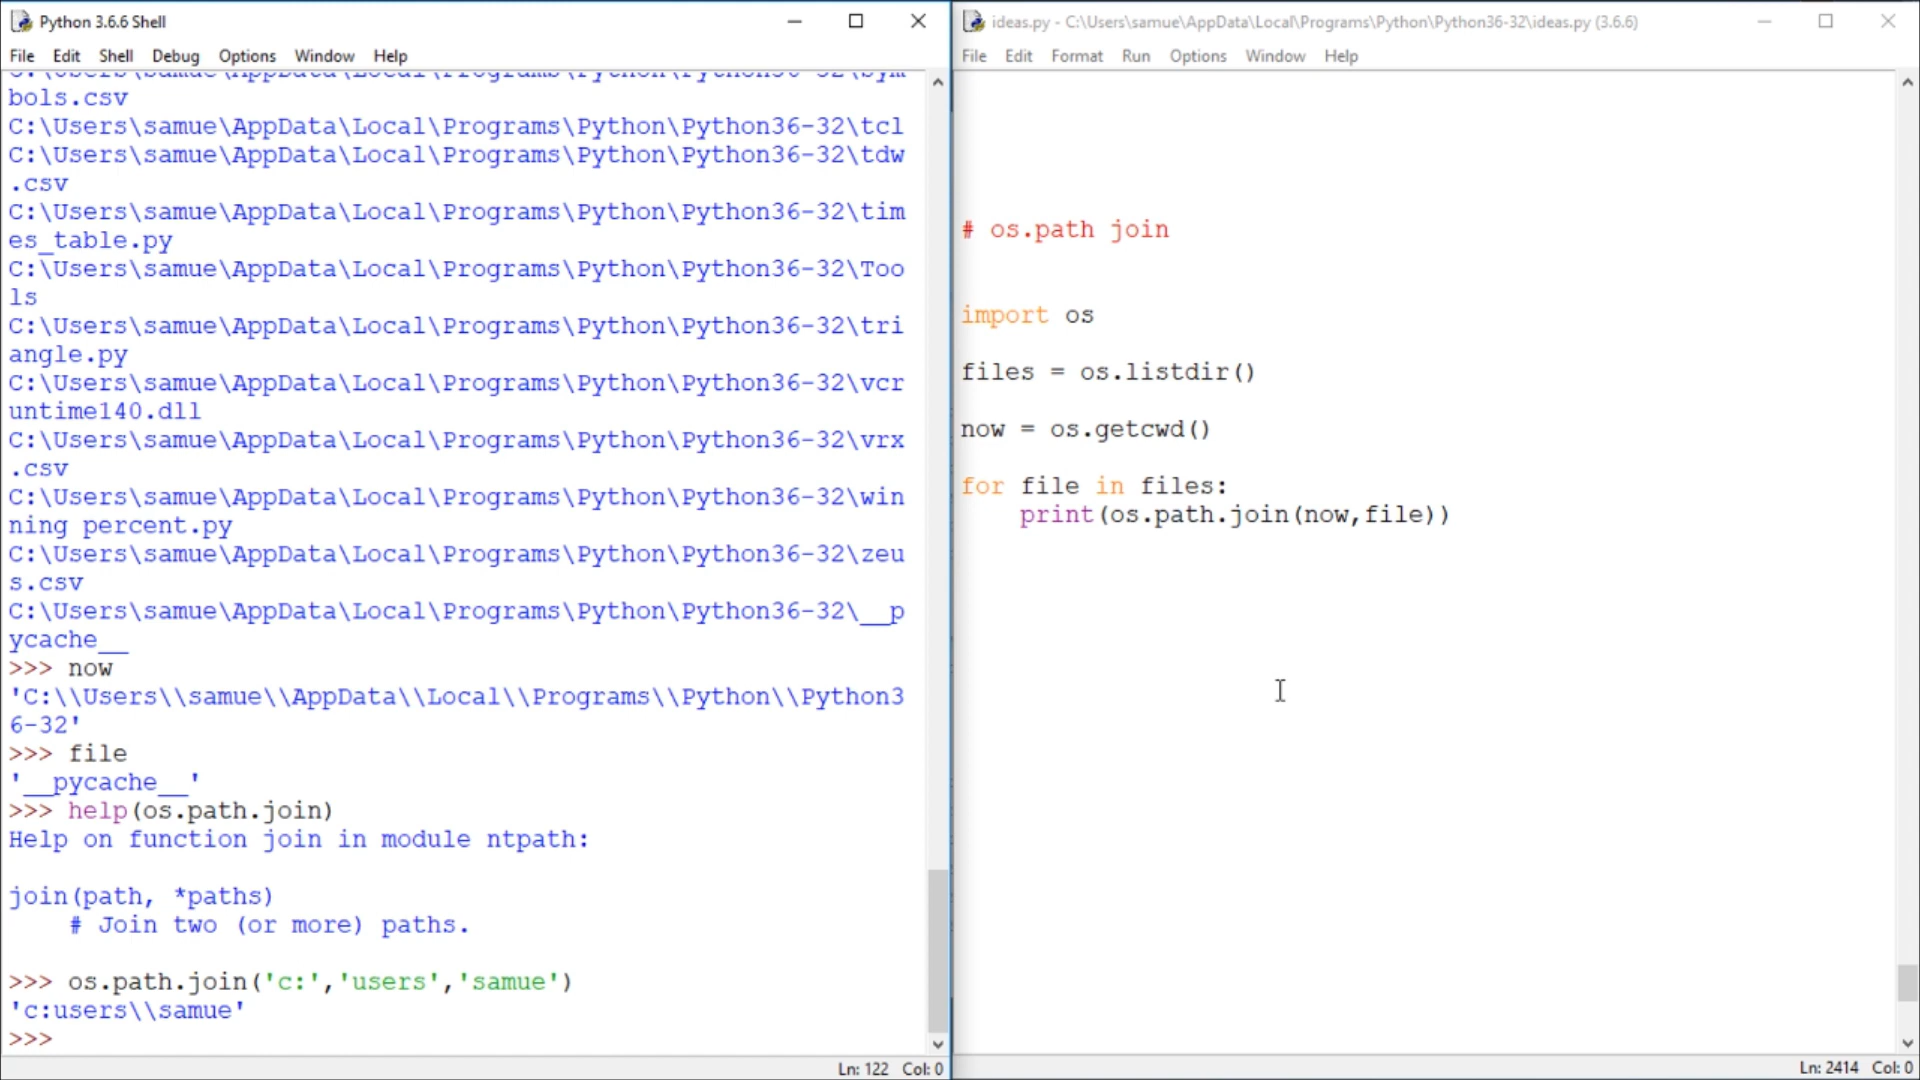 Python 3.6.6 Shell
File Edit Shell Debug Options Window Help
C:\Users\samue\AppData\Local\Programs\Python\Python36-32\sym
bols.csv
C:\Users\samue\AppData\Local\Programs\Python\Python36-32\tcl
C:\Users\samue\AppData\Local\Programs\Python\Python36-32\tdw
.csv
C:\Users\samue\AppData\Local\Programs\Python\Python36-32\tim
es_table.py
C:\Users\samue\AppData\Local\Programs\Python\Python36-32\Too
ls
C:\Users\samue\AppData\Local\Programs\Python\Python36-32\tri
angle.py
C:\Users\samue\AppData\Local\Programs\Python\Python36-32\vcr
untime140.dll
C:\Users\samue\AppData\Local\Programs\Python\Python36-32\vrx
.csv
C:\Users\samue\AppData\Local\Programs\Python\Python36-32\win
ning percent.py
C:\Users\samue\AppData\Local\Programs\Python\Python36-32\zeu
s.csv
C:\Users\samue\AppData\Local\Programs\Python\Python36-32\__p
ycache__
>>> now
'C:\\Users\\samue\\AppData\\Local\\Programs\\Python\\Python3
6-32'
>>> file
'__pycache__'
>>> help(os.path.join)
Help on function join in module ntpath:
join(path, *paths)
    # Join two (or more) paths.
>>> os.path.join('c:','users','samue')
'c:users\\samue'
>>>
Ln: 122 Col: 0
ideas.py - C:\Users\samue\AppData\Local\Programs\Python\Python36-32\ideas.py (3.6.6)
File Edit Format Run Options Window Help
# os.path join
import os
files = os.listdir()
now = os.getcwd()
for file in files:
    print(os.path.join(now,file))
Ln: 2414 Col: 0